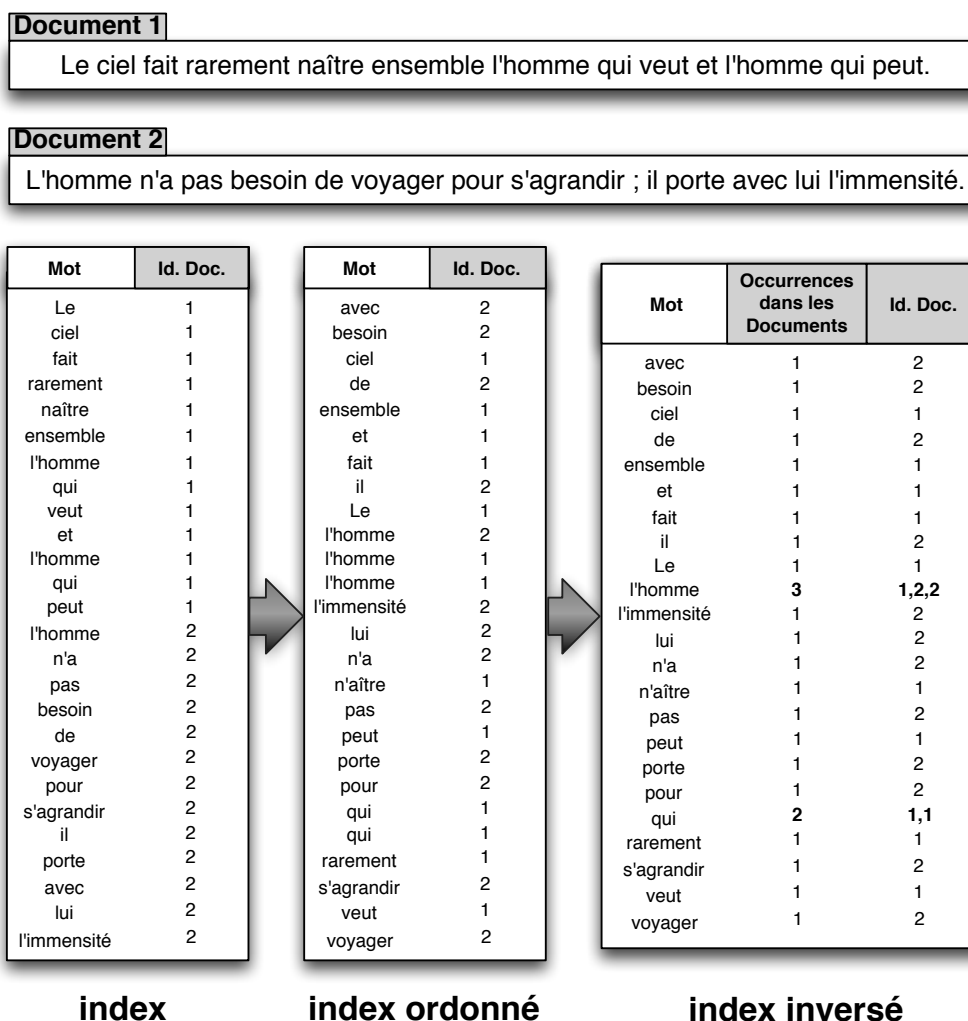 Document 1
Le ciel fait rarement naître ensemble l'homme qui veut et l'homme qui peut.
Document 2
L'homme n'a pas besoin de voyager pour s'agrandir ; il porte avec lui l'immensité.
Mot Id. Doc.
Le 1
ciel 1
fait 1
rarement 1
naître 1
ensemble 1
l'homme 1
qui 1
veut 1
et 1
l'homme 1
qui 1
peut 1
l'homme 2
n'a 2
pas 2
besoin 2
de 2
voyager 2
pour 2
s'agrandir 2
il 2
porte 2
avec 2
lui 2
l'immensité 2
index
Mot Id. Doc.
avec 2
besoin 2
ciel 1
de 2
ensemble 1
et 1
fait 1
il 2
Le 1
l'homme 2
l'homme 1
l'homme 1
l'immensité 2
lui 2
n'a 2
n'aître 1
pas 2
peut 1
porte 2
pour 2
qui 1
qui 1
rarement 1
s'agrandir 2
veut 1
voyager 2
index ordonné
Mot Occurrences dans les Documents Id. Doc.
avec 1 2
besoin 1 2
ciel 1 1
de 1 2
ensemble 1 1
et 1 1
fait 1 1
il 1 2
Le 1 1
l'homme 3 1,2,2
l'immensité 1 2
lui 1 2
n'a 1 2
n'aître 1 1
pas 1 2
peut 1 1
porte 1 2
pour 1 2
qui 2 1,1
rarement 1 1
s'agrandir 1 2
veut 1 1
voyager 1 2
index inversé